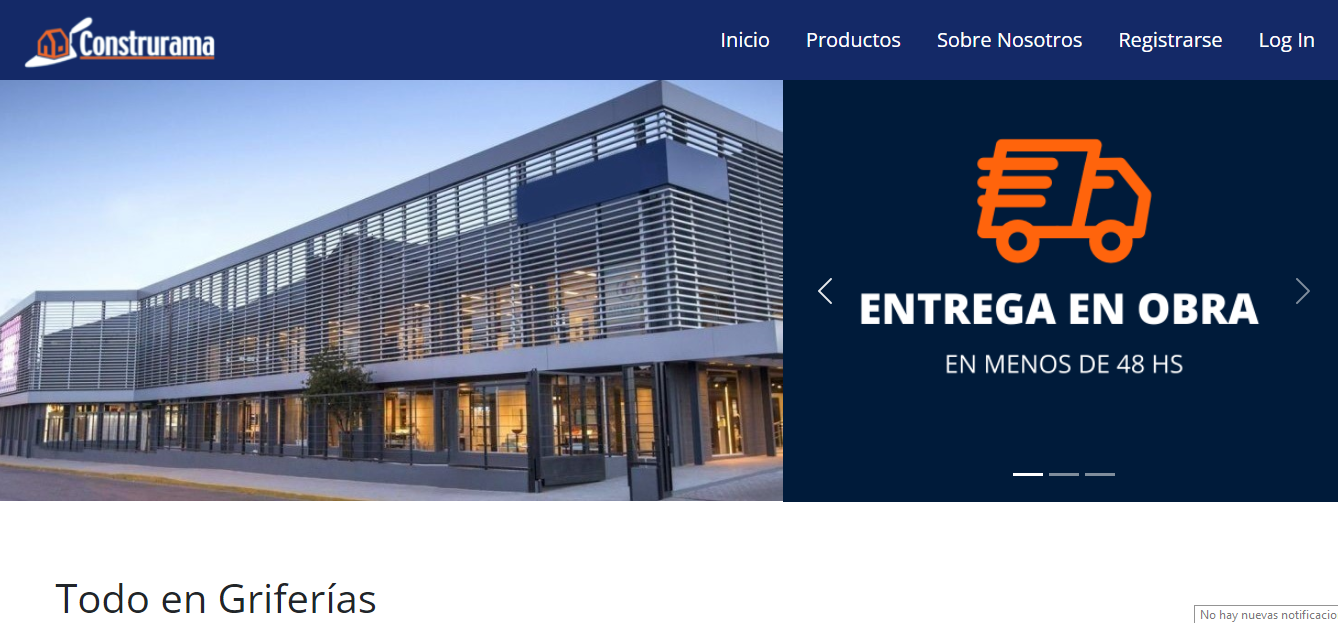 Construrama
Inicio
Productos
Sobre Nosotros
Registrarse
Log In
ENTREGA EN OBRA
EN MENOS DE 48 HS
Todo en Griferías
No hay nuevas notificacio